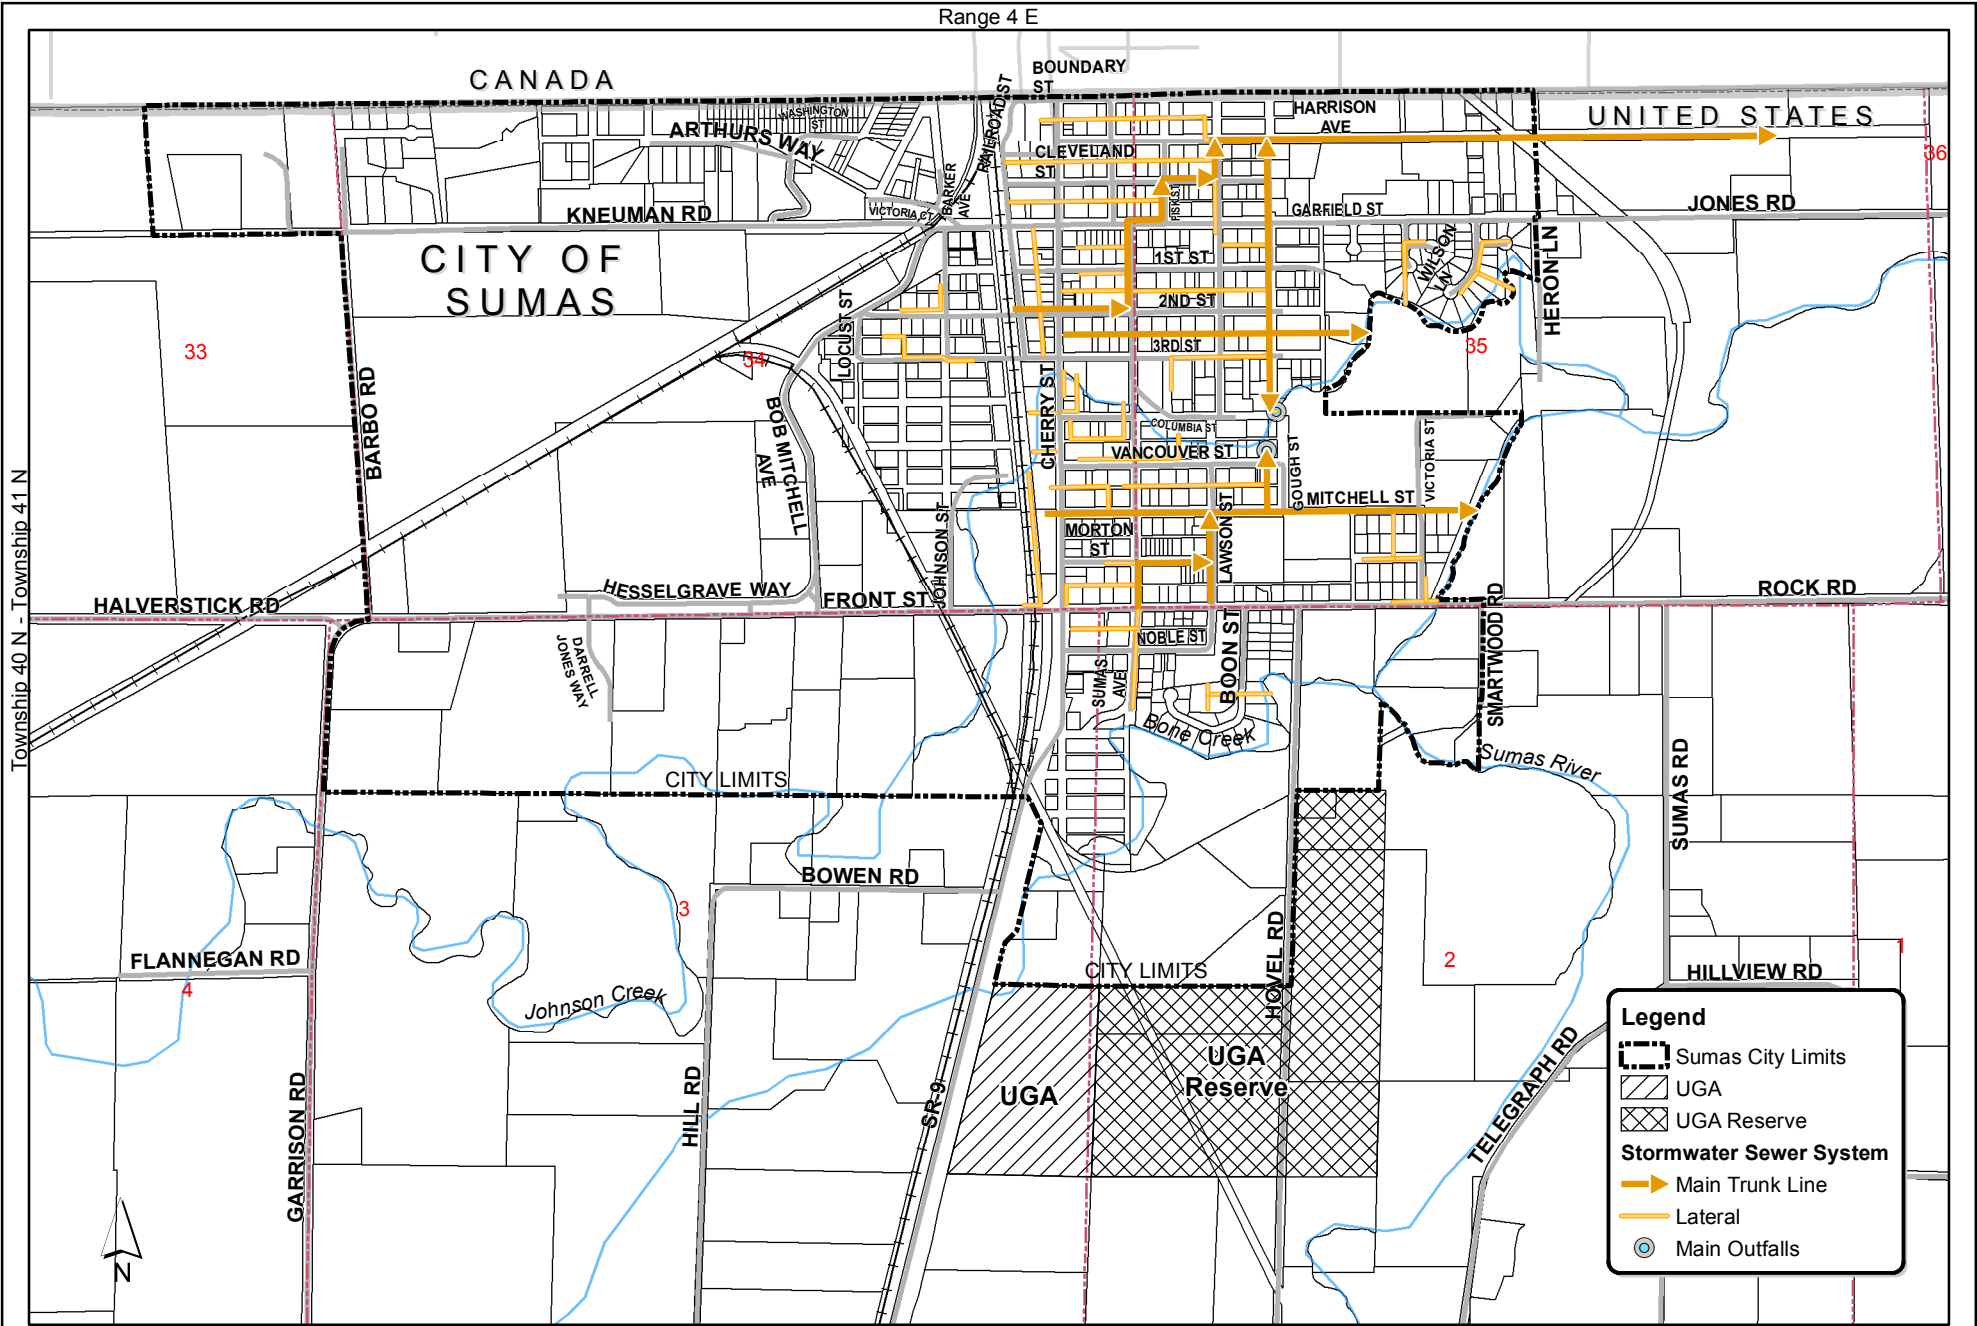 Range 4 E
CANADA
BOUNDARY
ST
UNITED STATES
WASHINGTON
ST
ARTHURS WAY
RAILROAD ST
HARRISON
AVE
CLEVELAND
ST
36
BARKER
AVE
VICTORIA CT
KNEUMAN RD
FISK ST
GARFIELD ST
JONES RD
CITY OF
SUMAS
1ST ST
WILSON
LN
HERON LN
2ND ST
LOCUST ST
33
34
3RD ST
35
BARBO RD
CHERRY ST
BOB MITCHELL
AVE
COLUMBIA ST
VANCOUVER ST
GOUGH ST
VICTORIA ST
MITCHELL ST
Township 40 N - Township 41 N
JOHNSON ST
MORTON
ST
LAWSON ST
HESSELGRAVE WAY
FRONT ST
HALVERSTICK RD
ROCK RD
DARRELL
JONES WAY
NOBLE ST
BOON ST
SUMAS
AVE
SMARTWOOD RD
Bone Creek
Sumas River
CITY LIMITS
SUMAS RD
BOWEN RD
3
HOVEL RD
2
1
FLANNEGAN RD
4
CITY LIMITS
HILLVIEW RD
Johnson Creek
GARRISON RD
HILL RD
SR-9
UGA
UGA
Reserve
TELEGRAPH RD
N
Legend
Sumas City Limits
UGA
UGA Reserve
Stormwater Sewer System
Main Trunk Line
Lateral
Main Outfalls